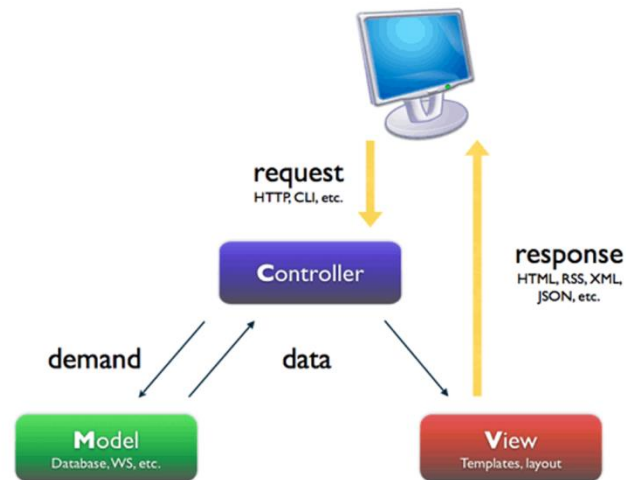 request
HTTP, CLI, etc.
Controller
response
HTML, RSS, XML,
JSON, etc.
demand
data
Model
Database, WS, etc.
View
Templates, layout